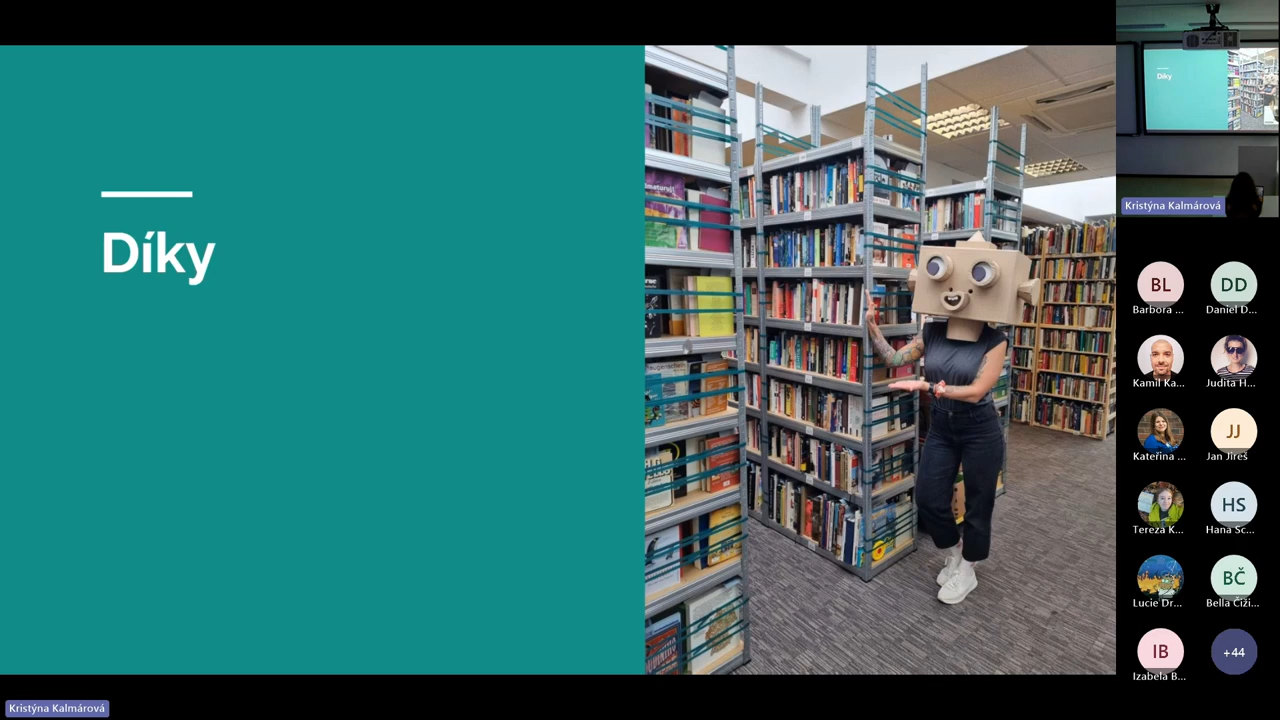 Díky
Díky
Kristýna Kalmárová
BL
DD
Barbora ...
Daniel D...
Kamil Ka...
Judita H...
JJ
Kateřina ...
Jan Jireš
HS
Tereza K...
Hana Sc...
BČ
Lucie Dr...
Bella Čiži...
IB
+44
Izabela B...
Kristýna Kalmárová